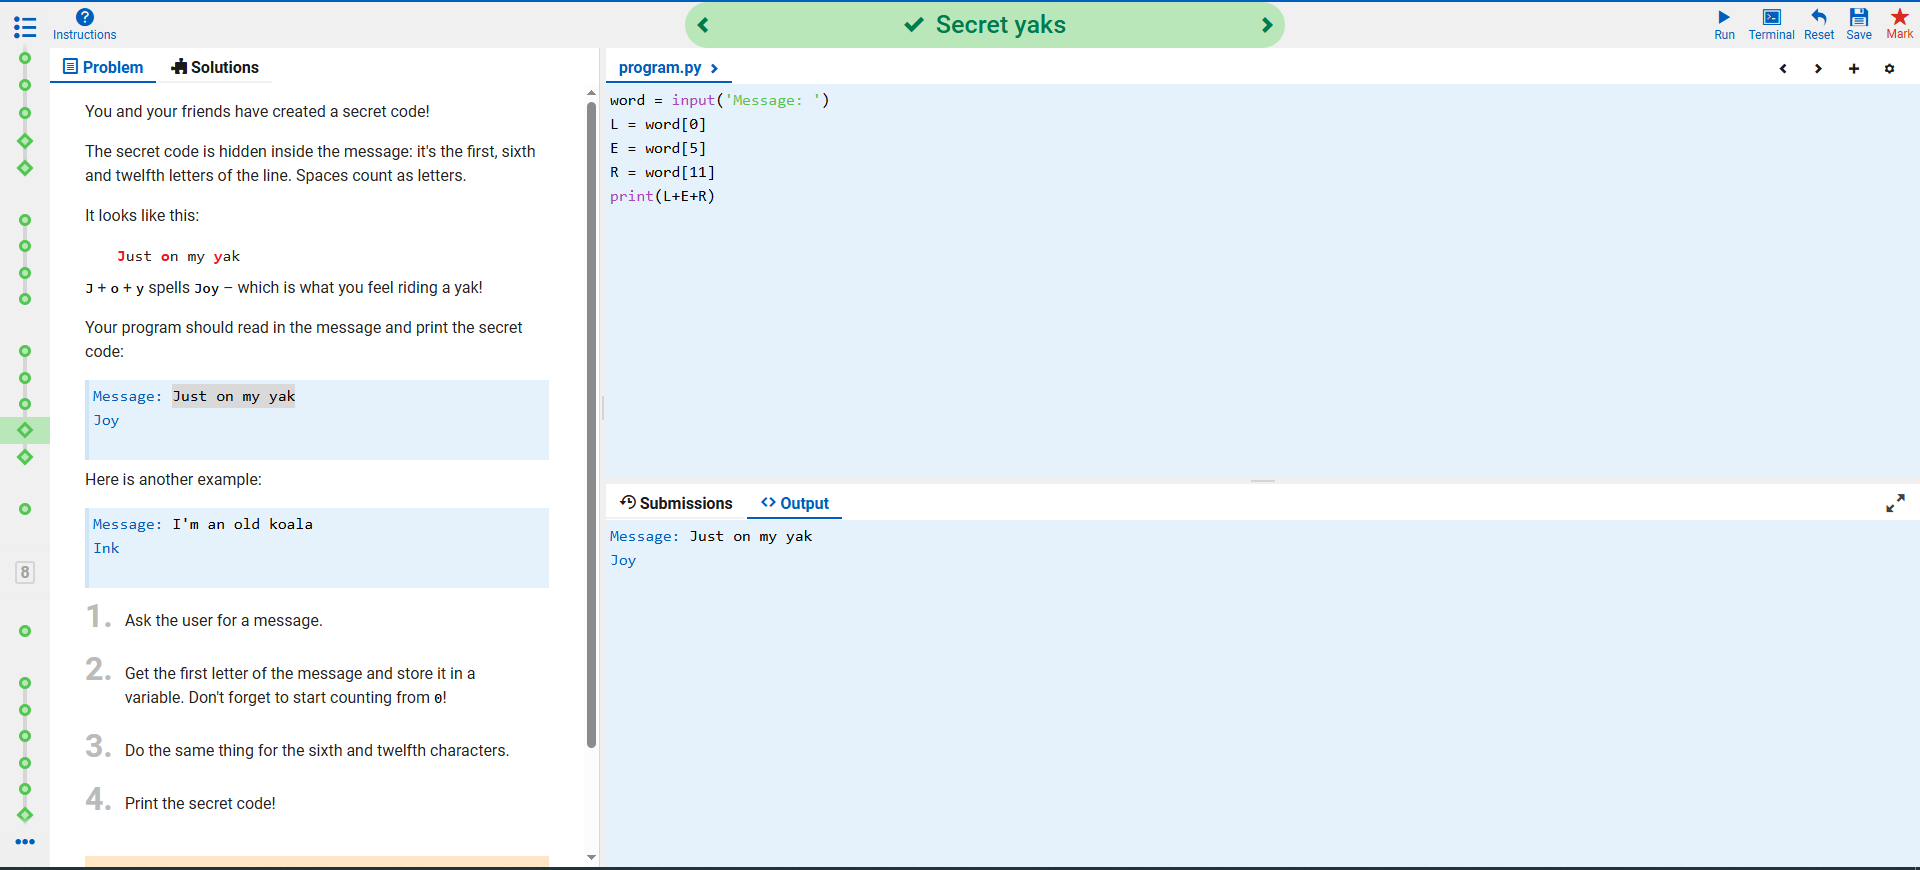 Instructions
Secret yaks
Run
Terminal
Reset
Save
Mark
Problem
Solutions
You and your friends have created a secret code!
The secret code is hidden inside the message: it's the first, sixth
and twelfth letters of the line. Spaces count as letters.
It looks like this:
Just on my yak
J + o + y spells Joy – which is what you feel riding a yak!
Your program should read in the message and print the secret
code:
Message: Just on my yak
Joy
Here is another example:
Message: I'm an old koala
Ink
1. Ask the user for a message.
2. Get the first letter of the message and store it in a
variable. Don't forget to start counting from 0!
3. Do the same thing for the sixth and twelfth characters.
4. Print the secret code!
8
program.py
word = input('Message: ')
L = word[0]
E = word[5]
R = word[11]
print(L+E+R)
Submissions
Output
Message: Just on my yak
Joy